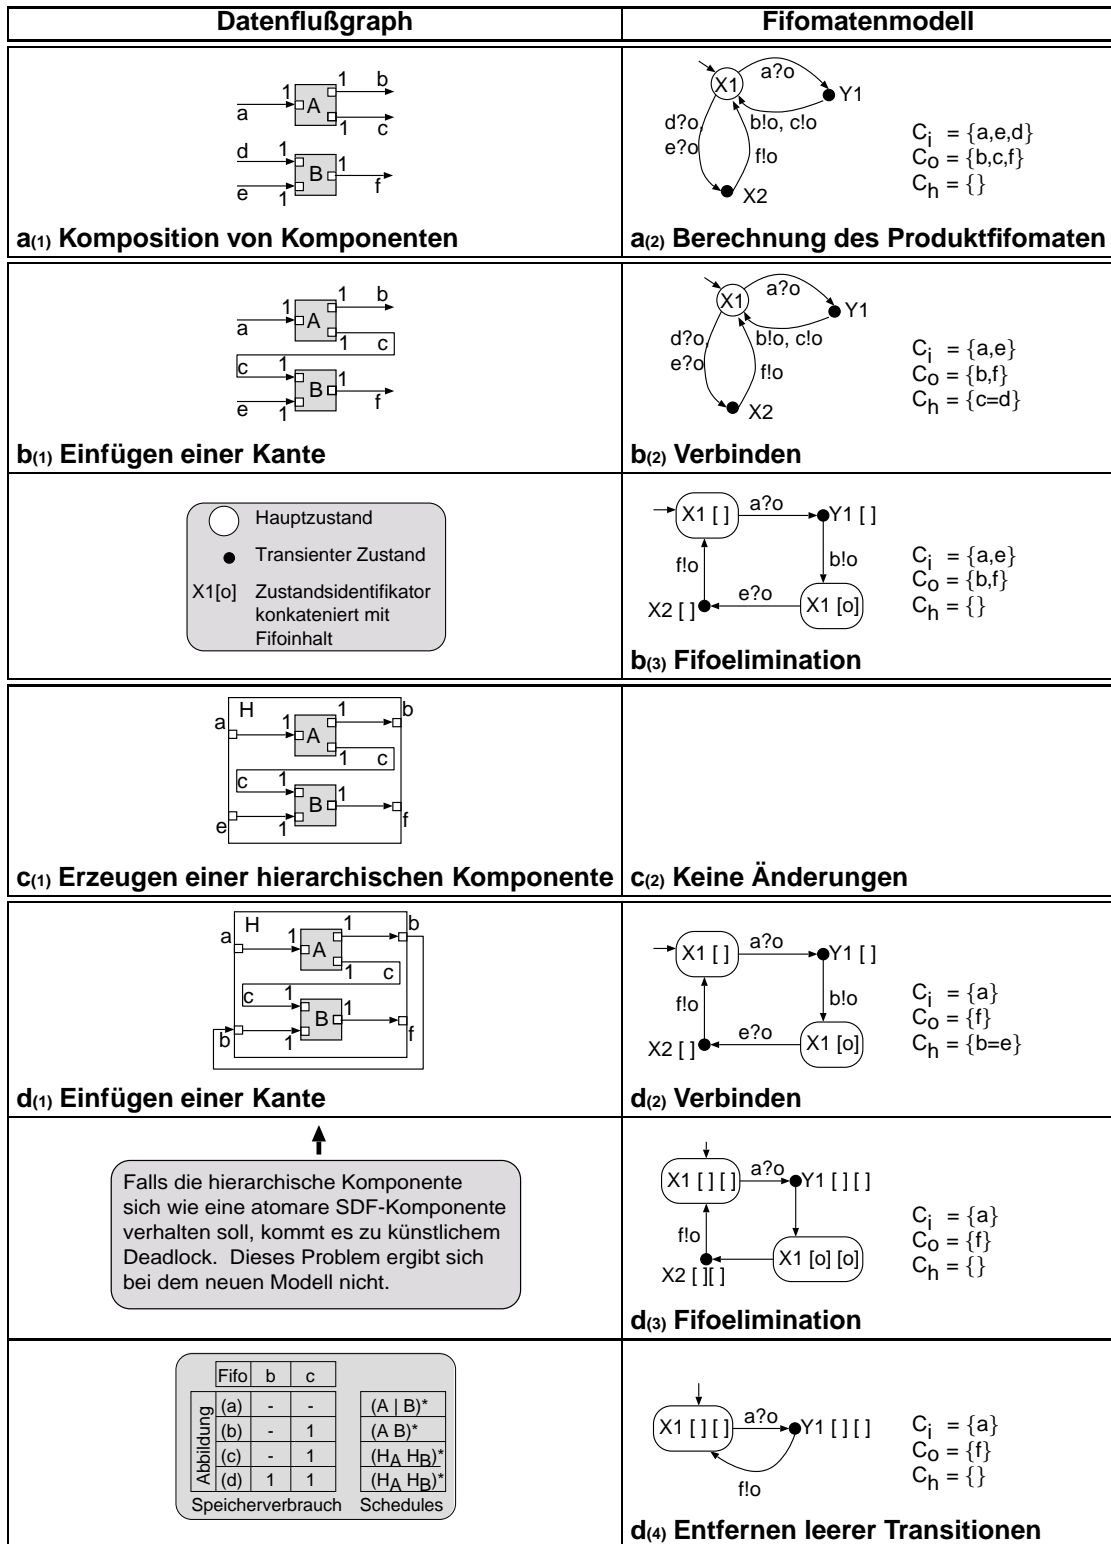 Datenflußgraph
Fifomatenmodell
1 b
1
a A
1 c
d 1
1
B
e 1 f
a(1) Komposition von Komponenten
X1
a?o
Y1
d?o,
e?o
b!o, c!o
f!o
X2
Ci = {a,e,d}
Co = {b,c,f}
Ch = {}
a(2) Berechnung des Produktfifomaten
1 b
1
a A
1 c
c 1
1
B
e 1 f
b(1) Einfügen einer Kante
X1
a?o
Y1
d?o,
e?o
b!o, c!o
f!o
X2
Ci = {a,e}
Co = {b,f}
Ch = {c=d}
b(2) Verbinden
Hauptzustand
Transienter Zustand
X1[o] Zustandsidentifikator
konkateniert mit
Fifoinhalt
X1 [ ] a?o Y1 [ ]
f!o b!o
e?o
X2 [ ] X1 [o]
Ci = {a,e}
Co = {b,f}
Ch = {}
b(3) Fifoelimination
H
a 1 1 b
A
1 c
c 1 1
B
e 1 f
c(1) Erzeugen einer hierarchischen Komponente
c(2) Keine Änderungen
H
a 1 1 b
A
1 c
c 1 1
B
b 1 f
d(1) Einfügen einer Kante
X1 [ ] a?o Y1 [ ]
f!o b!o
e?o
X2 [ ] X1 [o]
Ci = {a}
Co = {f}
Ch = {b=e}
d(2) Verbinden
Falls die hierarchische Komponente
sich wie eine atomare SDF-Komponente
verhalten soll, kommt es zu künstlichem
Deadlock. Dieses Problem ergibt sich
bei dem neuen Modell nicht.
X1 [ ] [ ] a?o Y1 [ ] [ ]
f!o
X1 [o] [o]
X2 [ ][ ]
Ci = {a}
Co = {f}
Ch = {}
d(3) Fifoelimination
Abbildung
Fifo b c
(a) - - (A | B)*
(b) - 1 (A B)*
(c) - 1 (HA HB)*
(d) 1 1 (HA HB)*
Speicherverbrauch Schedules
X1 [ ] [ ] a?o Y1 [ ] [ ]
f!o
Ci = {a}
Co = {f}
Ch = {}
d(4) Entfernen leerer Transitionen